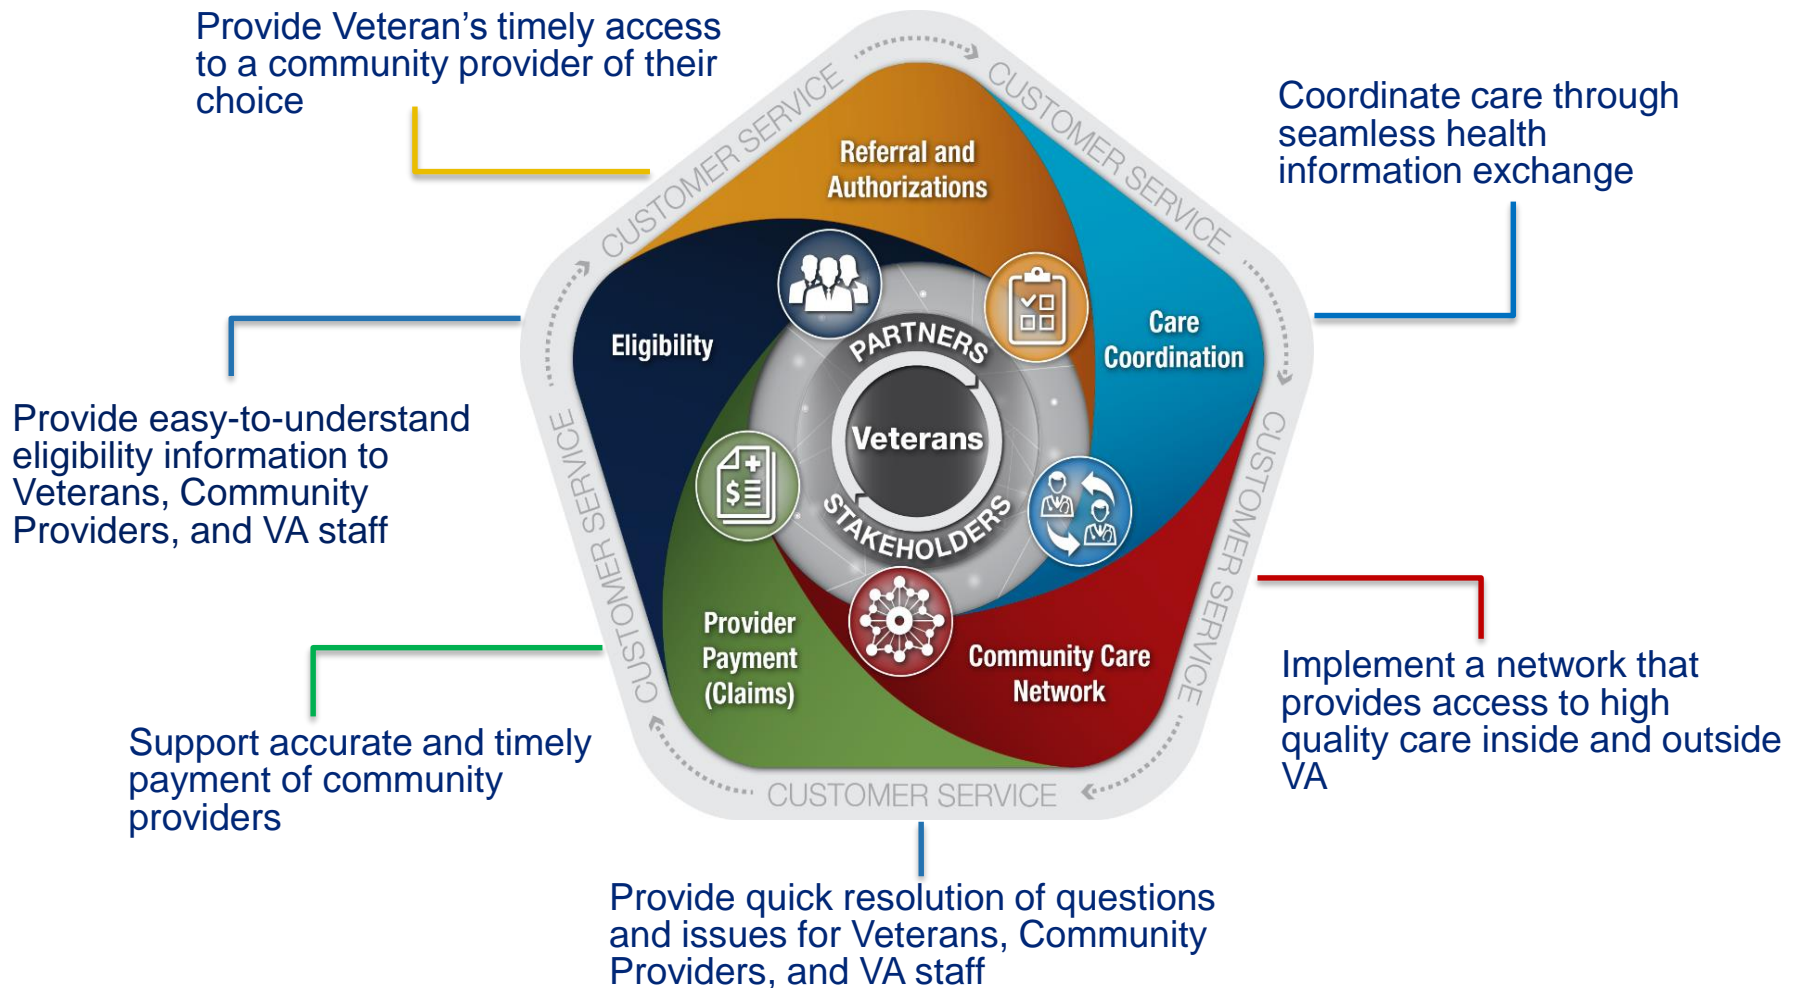 Provide Veteran’s timely access
to a community provider of their
choice
Coordinate care through
seamless health
information exchange
CUSTOMER SERVICE
CUSTOMER SERVICE
Referral and
Authorizations
Eligibility
Care
Coordination
PARTNERS
Veterans
STAKEHOLDERS
Provide easy-to-understand
eligibility information to
Veterans, Community
Providers, and VA staff
CUSTOMER SERVICE
CUSTOMER SERVICE
$
Provider
Payment
(Claims)
Community Care
Network
Implement a network that
provides access to high
quality care inside and outside
VA
Support accurate and timely
payment of community
providers
CUSTOMER SERVICE
Provide quick resolution of questions
and issues for Veterans, Community
Providers, and VA staff